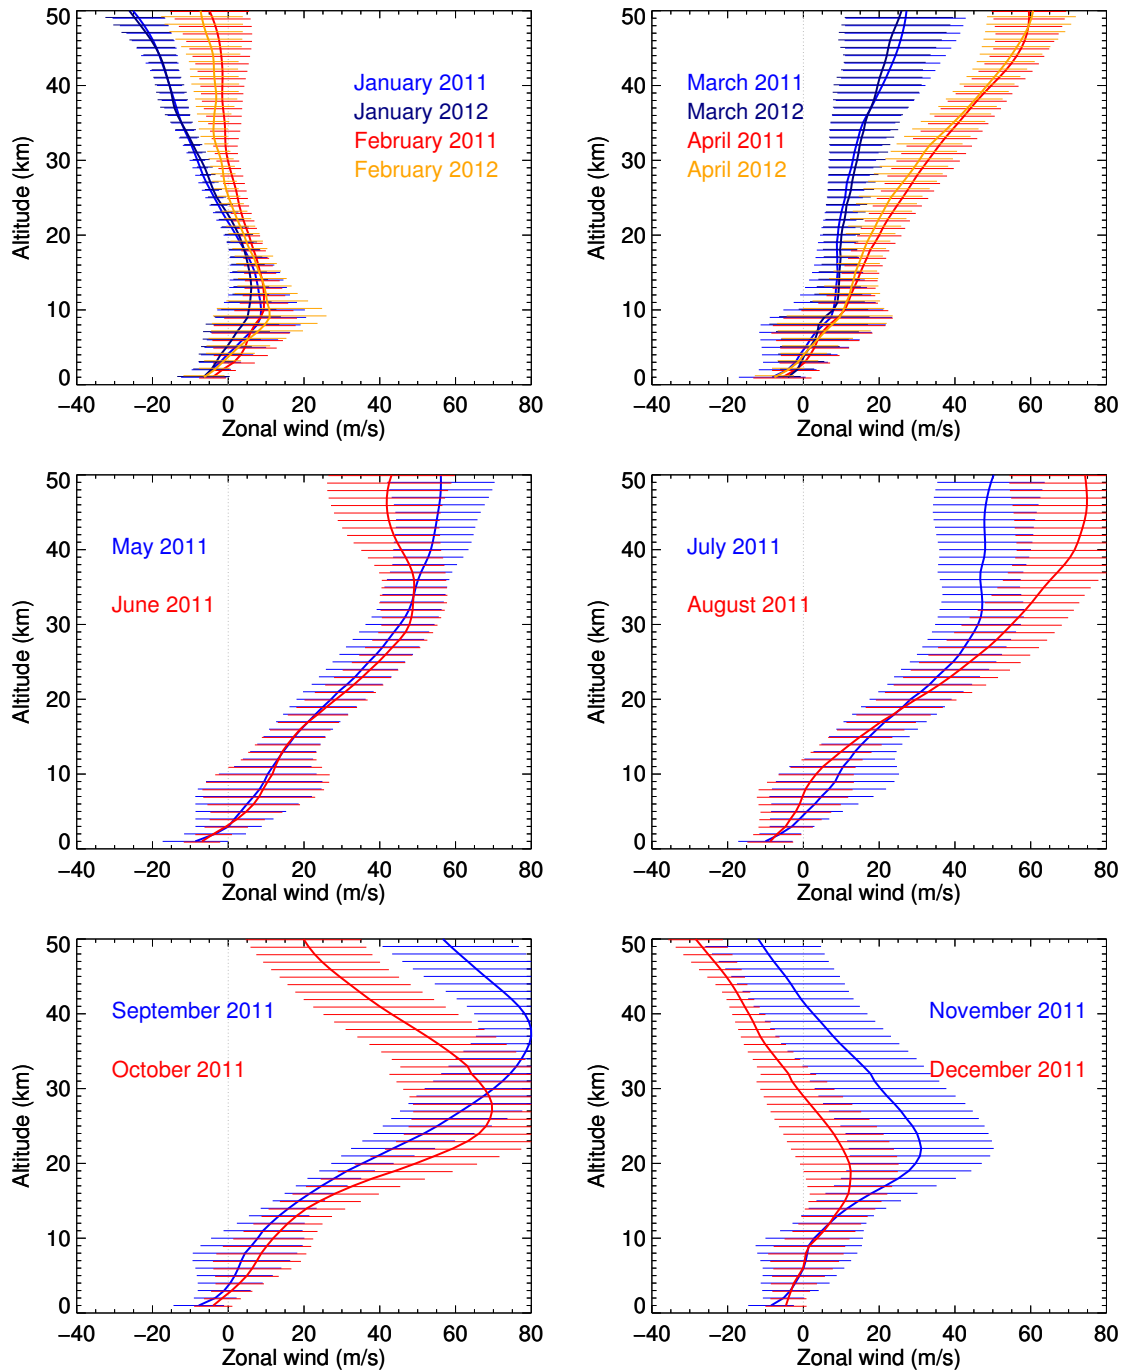 50
40
30
20
10
0
Altitude (km)
January 2011
January 2012
February 2011
February 2012
−40 −20 0 20 40 60 80
Zonal wind (m/s)
50
40
30
20
10
0
Altitude (km)
March 2011
March 2012
April 2011
April 2012
−40 −20 0 20 40 60 80
Zonal wind (m/s)
50
40
30
20
10
0
Altitude (km)
May 2011
June 2011
−40 −20 0 20 40 60 80
Zonal wind (m/s)
50
40
30
20
10
0
Altitude (km)
July 2011
August 2011
−40 −20 0 20 40 60 80
Zonal wind (m/s)
50
40
30
20
10
0
Altitude (km)
September 2011
October 2011
−40 −20 0 20 40 60 80
Zonal wind (m/s)
50
40
30
20
10
0
Altitude (km)
November 2011
December 2011
−40 −20 0 20 40 60 80
Zonal wind (m/s)